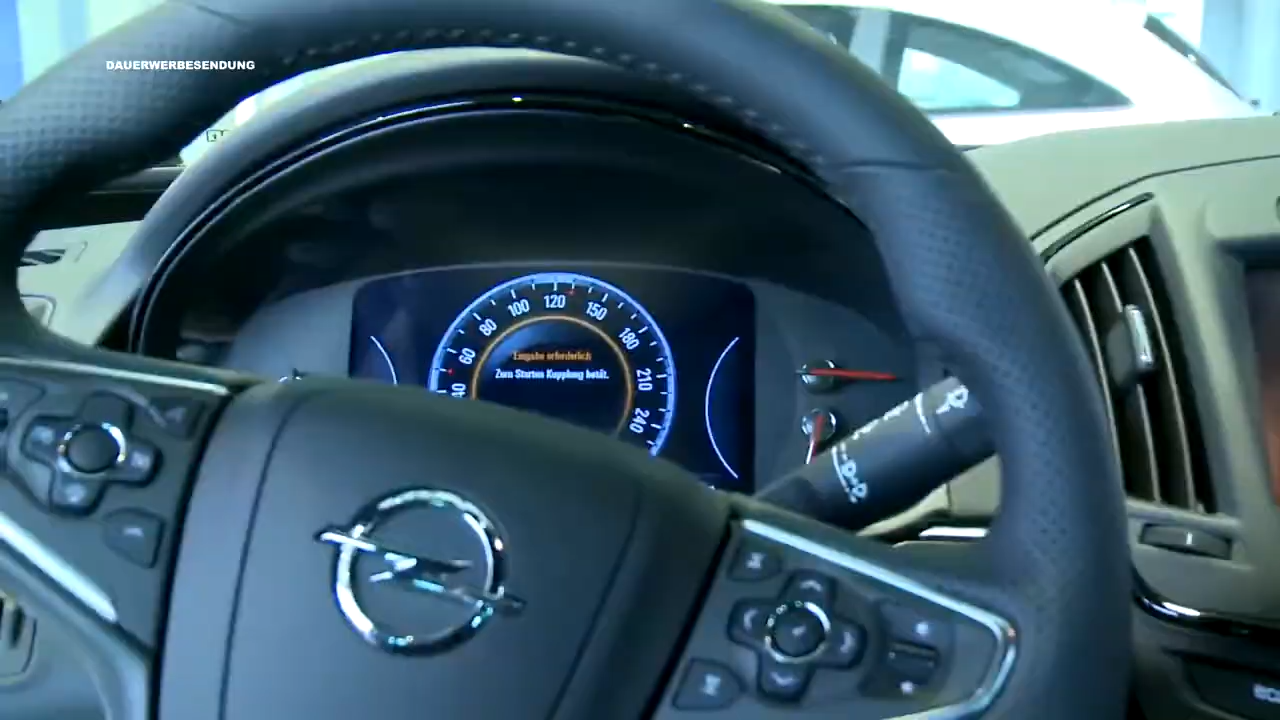 DAUERWERBESENDUNG
100 120 150
80 180
60 210
40 240
Eingabe erforderlich
Zum Starten Kupplung betät.